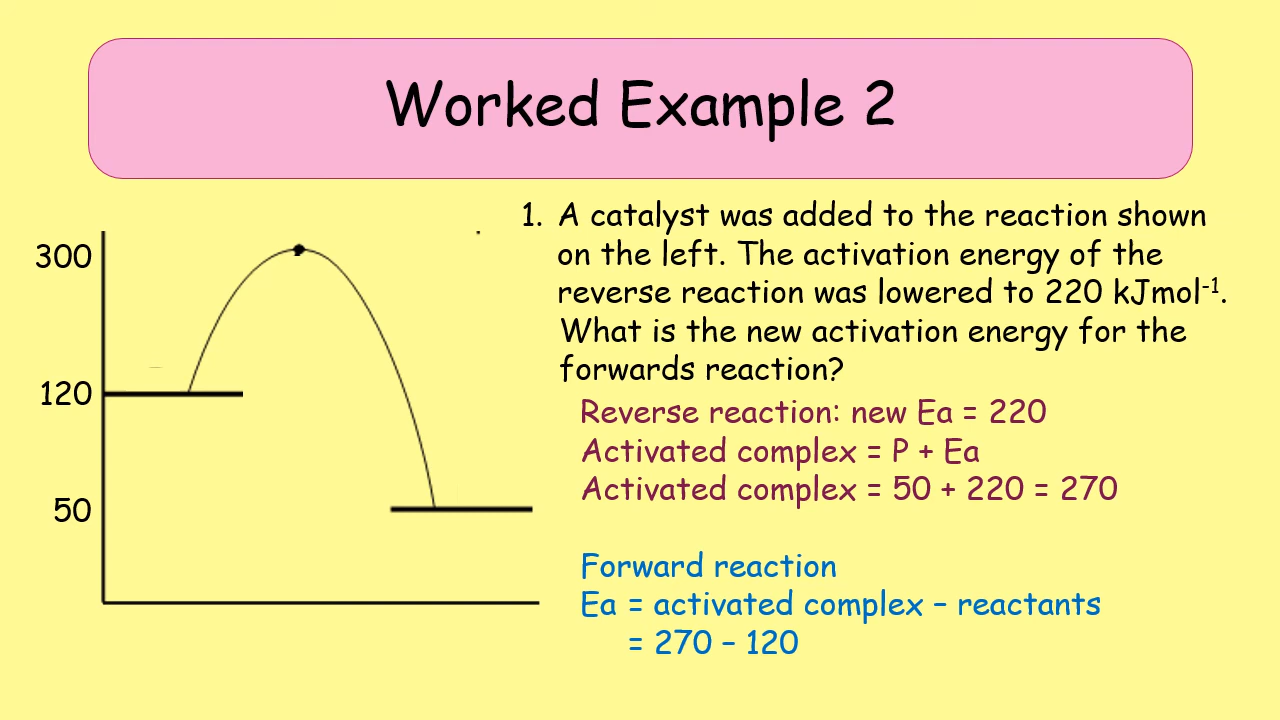 Worked Example 2
300
120
50
1. A catalyst was added to the reaction shown
on the left. The activation energy of the
reverse reaction was lowered to 220 kJmol⁻¹.
What is the new activation energy for the
forwards reaction?
Reverse reaction: new Ea = 220
Activated complex = P + Ea
Activated complex = 50 + 220 = 270
Forward reaction
Ea = activated complex – reactants
= 270 – 120